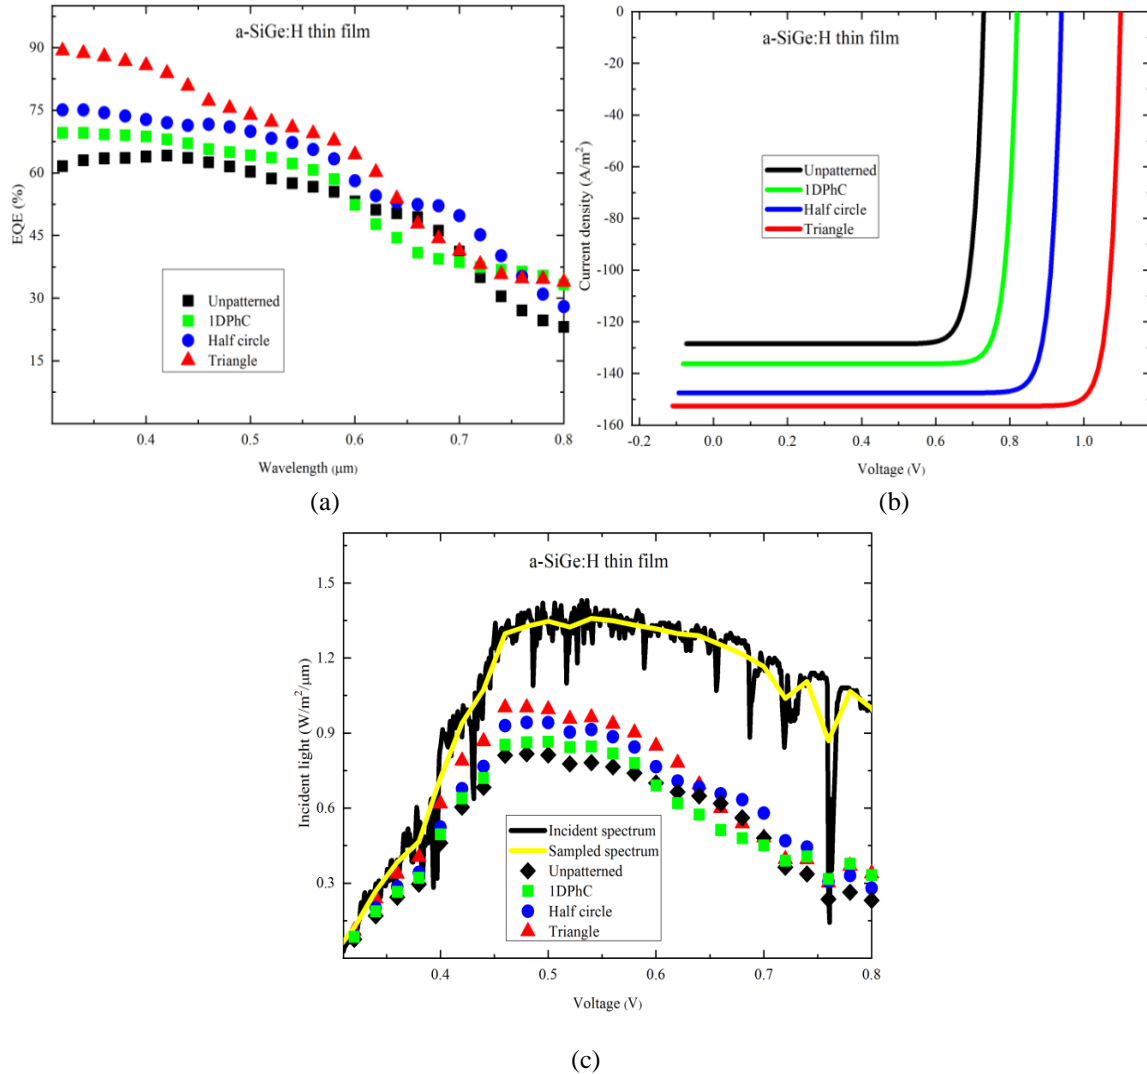 a-SiGe:H thin film
90
75
60
45
30
15
EQE (%)
Unpatterned
1DPhC
Half circle
Triangle
0.4
0.5
0.6
0.7
0.8
Wavelength (μm)
(a)
a-SiGe:H thin film
0
-20
-40
-60
-80
-100
-120
-140
-160
Current density (A/m²)
Unpatterned
1DPhC
Half circle
Triangle
-0.2
0.0
0.2
0.4
0.6
0.8
1.0
Voltage (V)
(b)
a-SiGe:H thin film
1.5
1.2
0.9
0.6
0.3
Incident light (W/m²/μm)
Incident spectrum
Sampled spectrum
Unpatterned
1DPhC
Half circle
Triangle
0.4
0.5
0.6
0.7
0.8
Voltage (V)
(c)